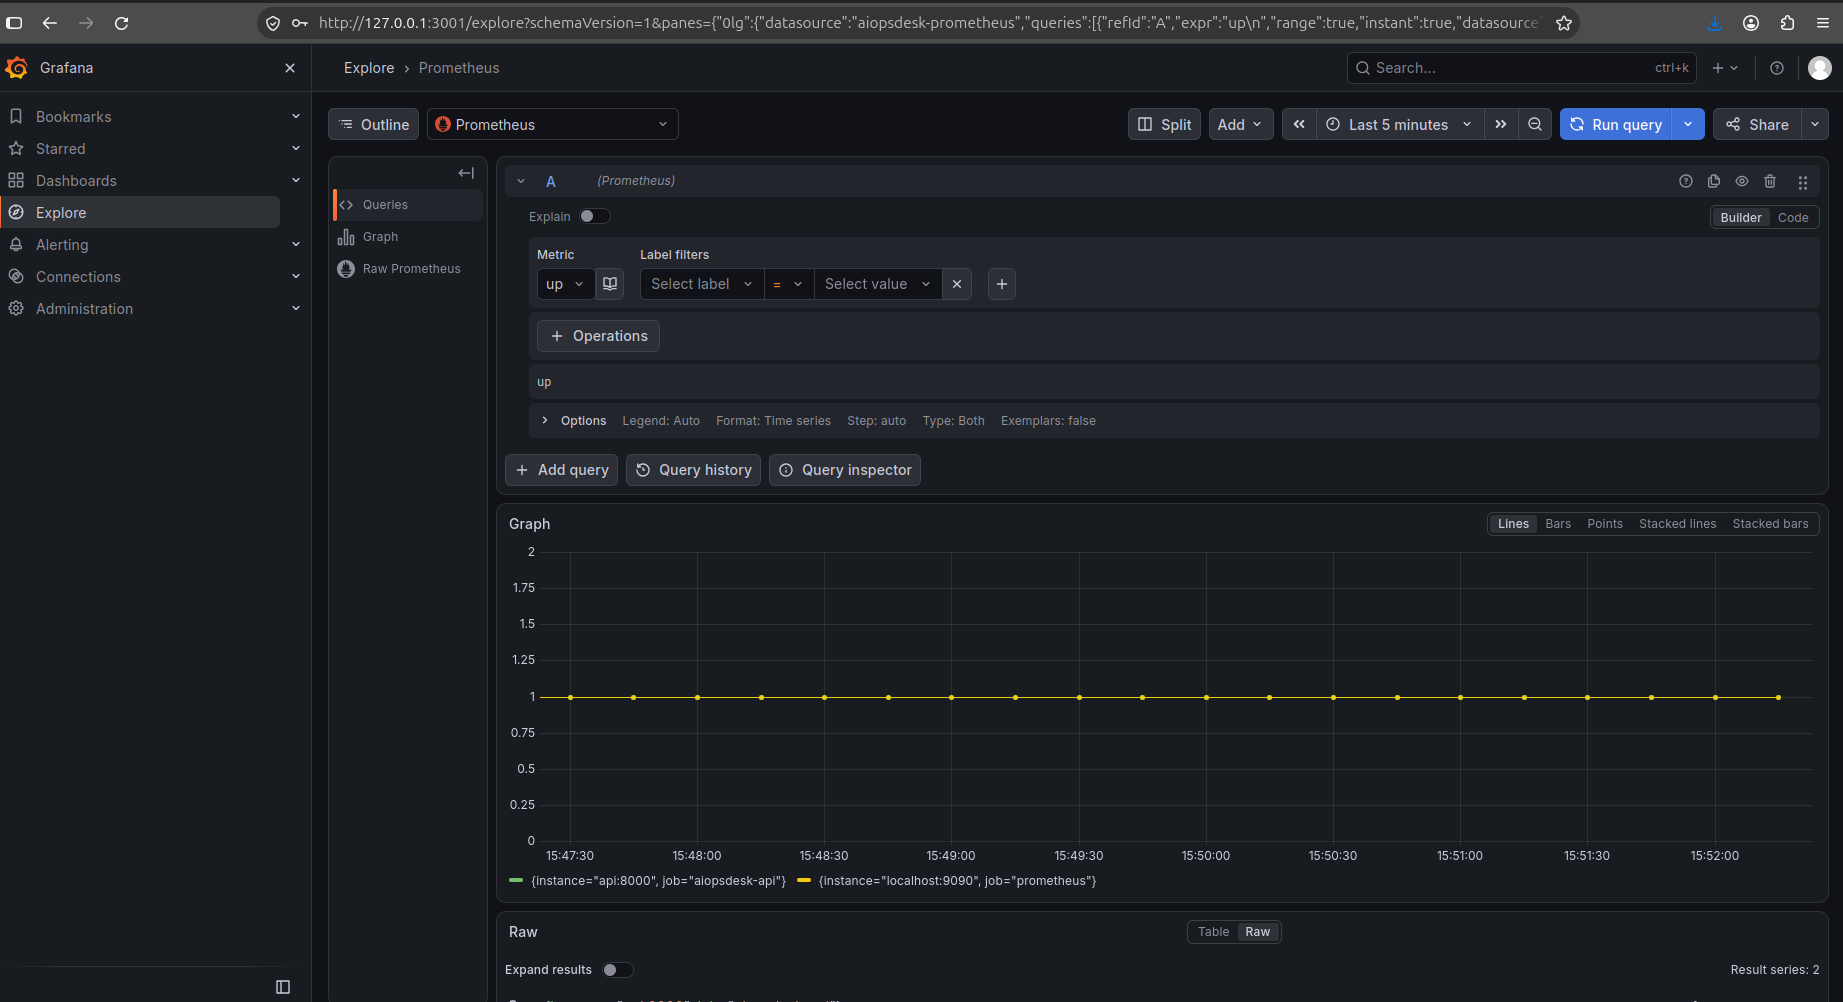 http://127.0.0.1:3001/explore?schemaVersion=1&panes={"0lg":{"datasource":"aiopsdesk-prometheus","queries":[{"refId":"A","expr":"up\n","range":true,"instant":true,"datasource"
Grafana
Explore › Prometheus
Search...
ctrl+k
Bookmarks
Starred
Dashboards
Explore
Alerting
Connections
Administration
Outline
Prometheus
Split
Add
Last 5 minutes
Run query
Share
Queries
Graph
Raw Prometheus
A
(Prometheus)
Explain
Builder Code
Metric
Label filters
up
Select label
=
Select value
+ Operations
up
Options Legend: Auto Format: Time series Step: auto Type: Both Exemplars: false
+ Add query
Query history
Query inspector
Graph
Lines Bars Points Stacked lines Stacked bars
2
1.75
1.5
1.25
1
0.75
0.5
0.25
0
15:47:30 15:48:00 15:48:30 15:49:00 15:49:30 15:50:00 15:50:30 15:51:00 15:51:30 15:52:00
{instance="api:8000", job="aiopsdesk-api"} {instance="localhost:9090", job="prometheus"}
Raw
Table Raw
Expand results
Result series: 2